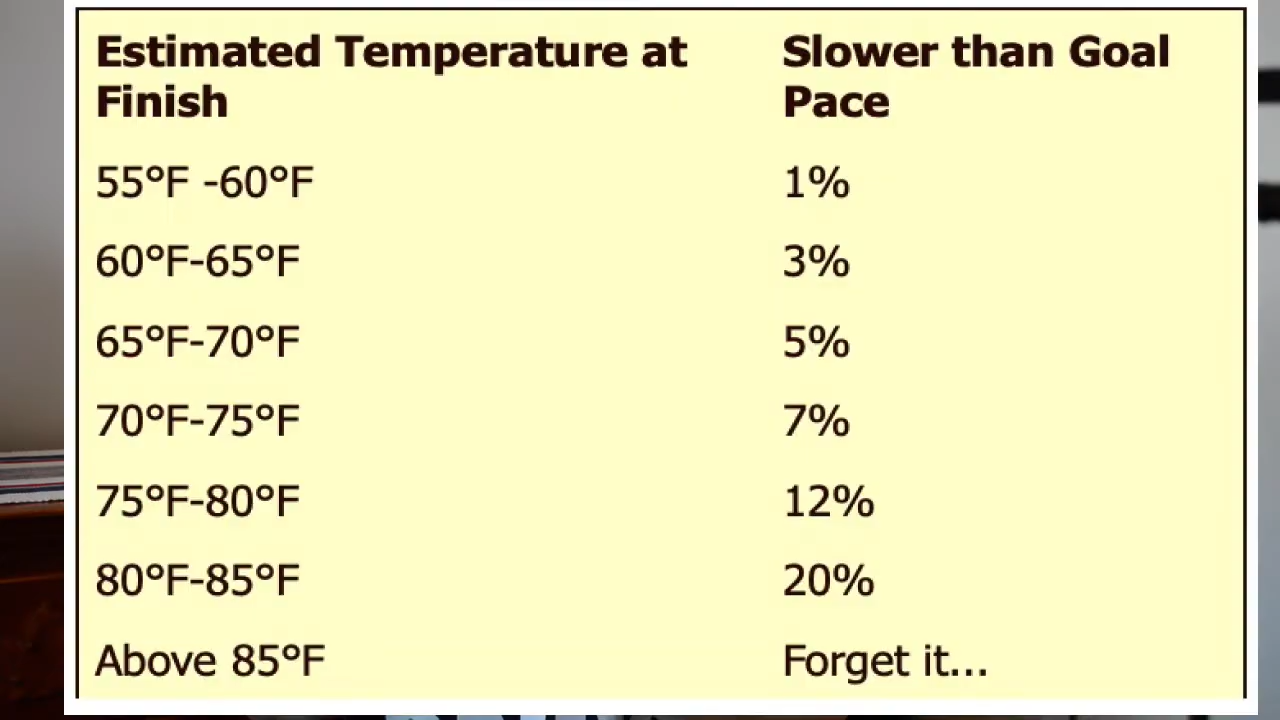 Estimated Temperature at Finish Slower than Goal Pace
55°F -60°F 1%
60°F-65°F 3%
65°F-70°F 5%
70°F-75°F 7%
75°F-80°F 12%
80°F-85°F 20%
Above 85°F Forget it...